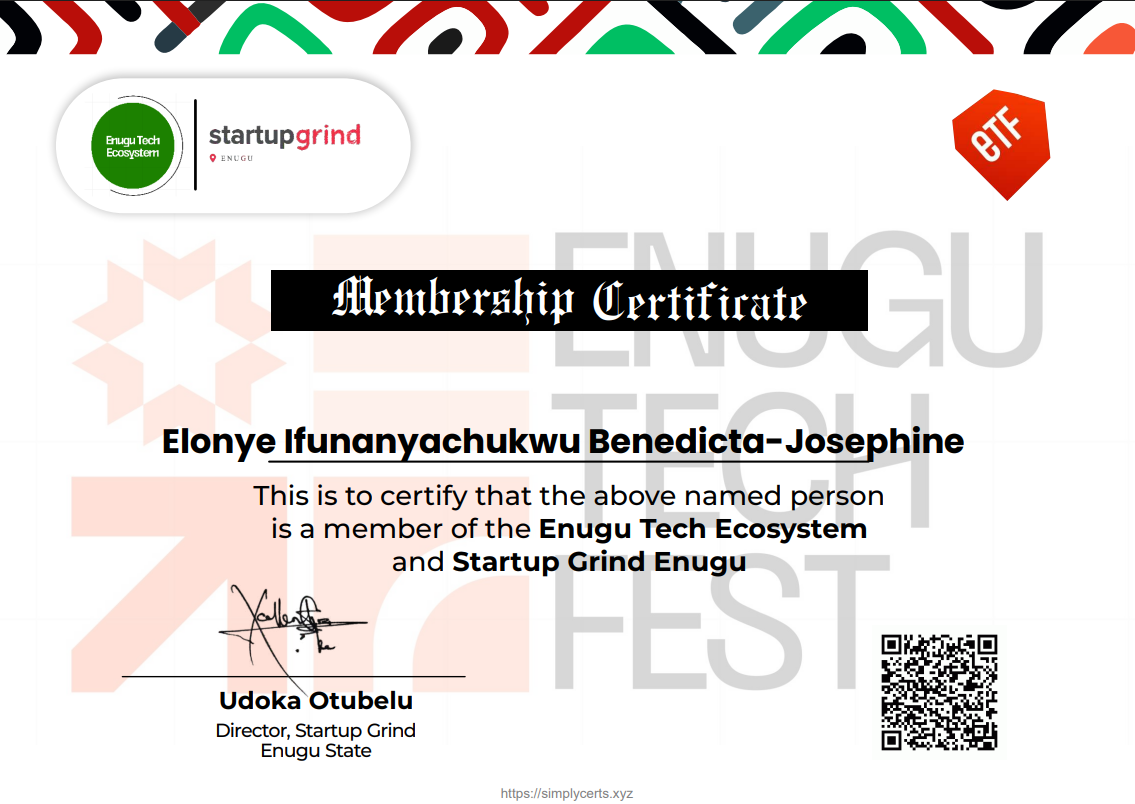 Enugu Tech
Ecosystem
startupgrind
ENUGU
eTF
ENUGU
Membership Certificate
TECH
Elonye Ifunanyachukwu Benedicta-Josephine
This is to certify that the above named person
is a member of the Enugu Tech Ecosystem
and Startup Grind Enugu
FEST
Udoka Otubelu
Director, Startup Grind
Enugu State
https://simplycerts.xyz